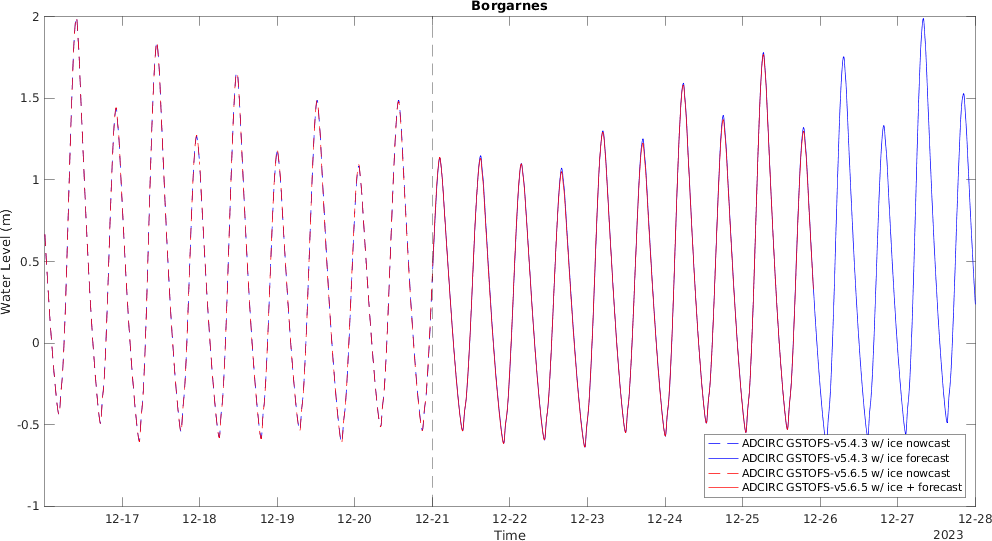 Borgarnes
Water Level (m)
2
1.5
1
0.5
0
-0.5
-1
12-17 12-18 12-19 12-20 12-21 12-22 12-23 12-24 12-25 12-26 12-27 12-28
Time
2023
ADCIRC GSTOFS-v5.4.3 w/ ice nowcast
ADCIRC GSTOFS-v5.4.3 w/ ice forecast
ADCIRC GSTOFS-v5.6.5 w/ ice nowcast
ADCIRC GSTOFS-v5.6.5 w/ ice + forecast